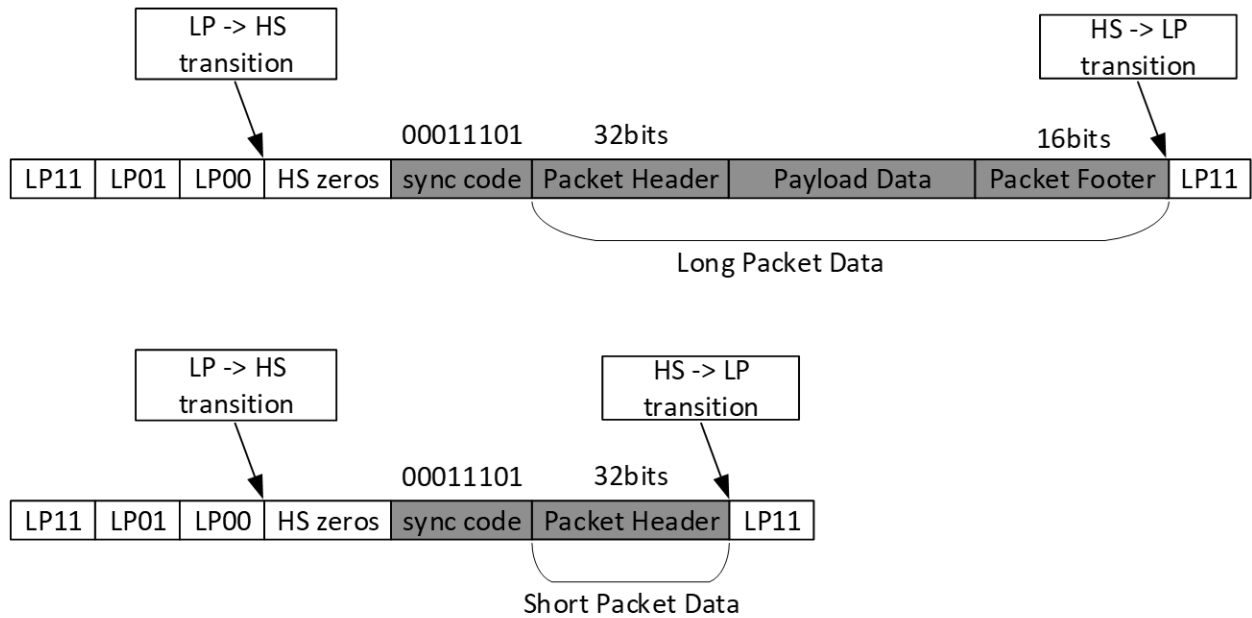 LP -> HS
transition
HS -> LP
transition
00011101
32bits
16bits
LP11 LP01 LP00 HS zeros sync code Packet Header Payload Data Packet Footer LP11
Long Packet Data
LP -> HS
transition
HS -> LP
transition
00011101
32bits
LP11 LP01 LP00 HS zeros sync code Packet Header LP11
Short Packet Data